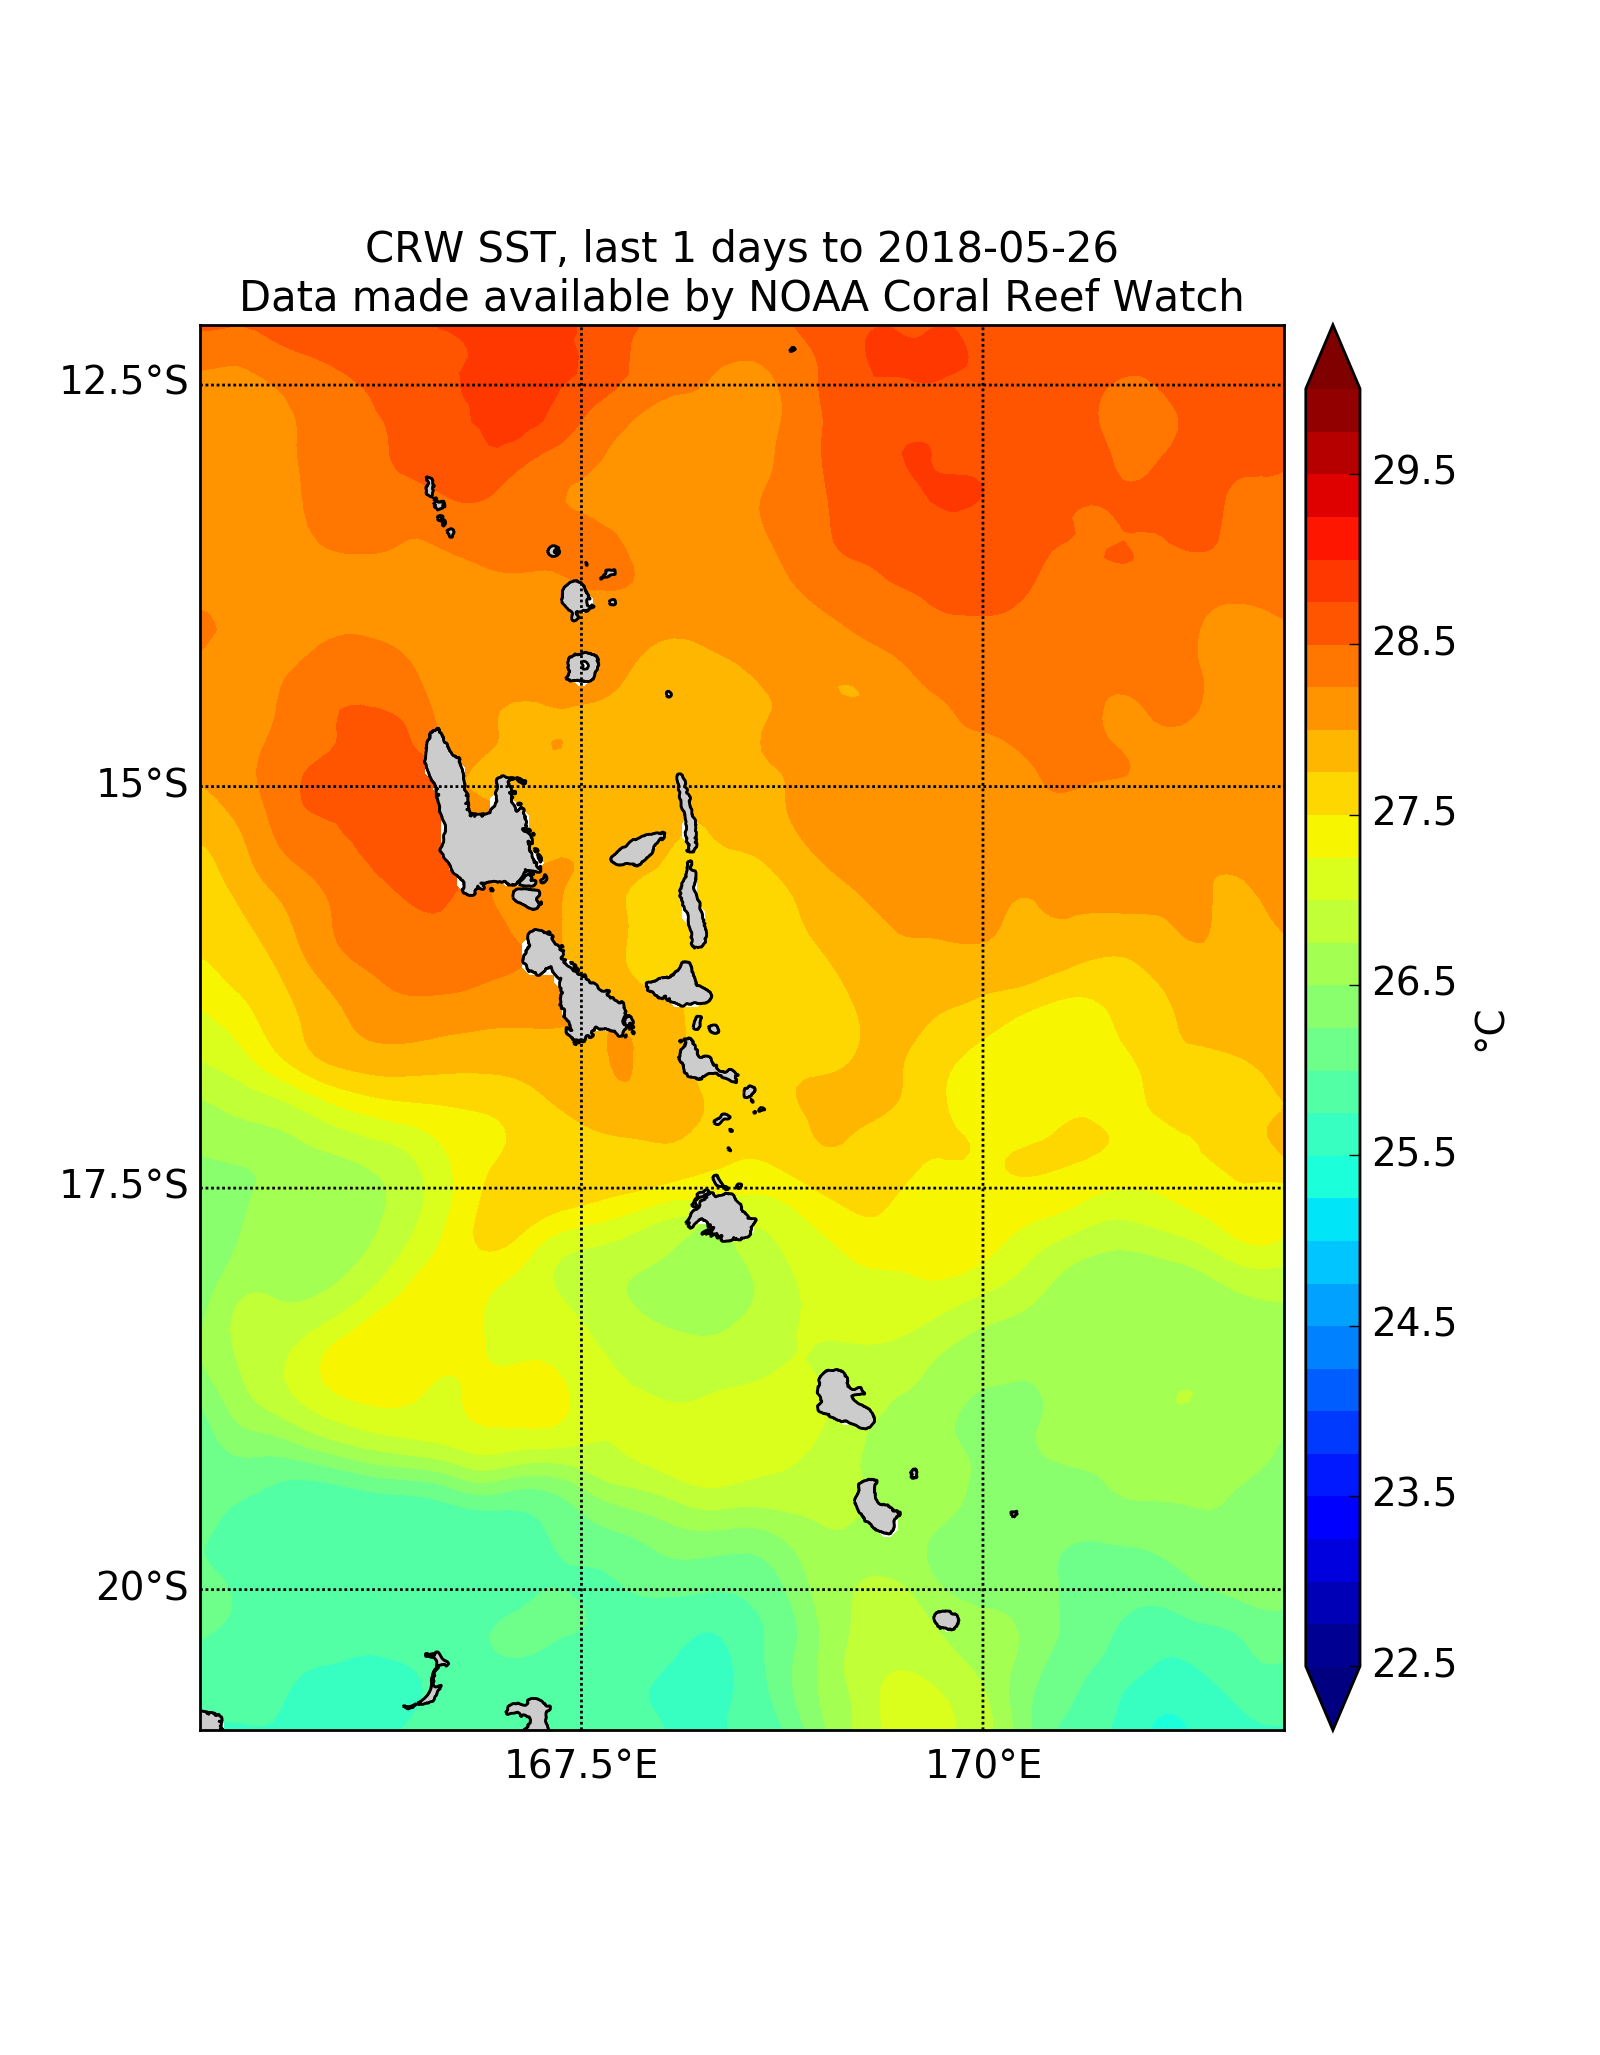 CRW SST, last 1 days to 2018-05-26
Data made available by NOAA Coral Reef Watch
12.5°S
15°S
17.5°S
20°S
167.5°E
170°E
29.5
28.5
27.5
26.5
25.5
24.5
23.5
22.5
°C